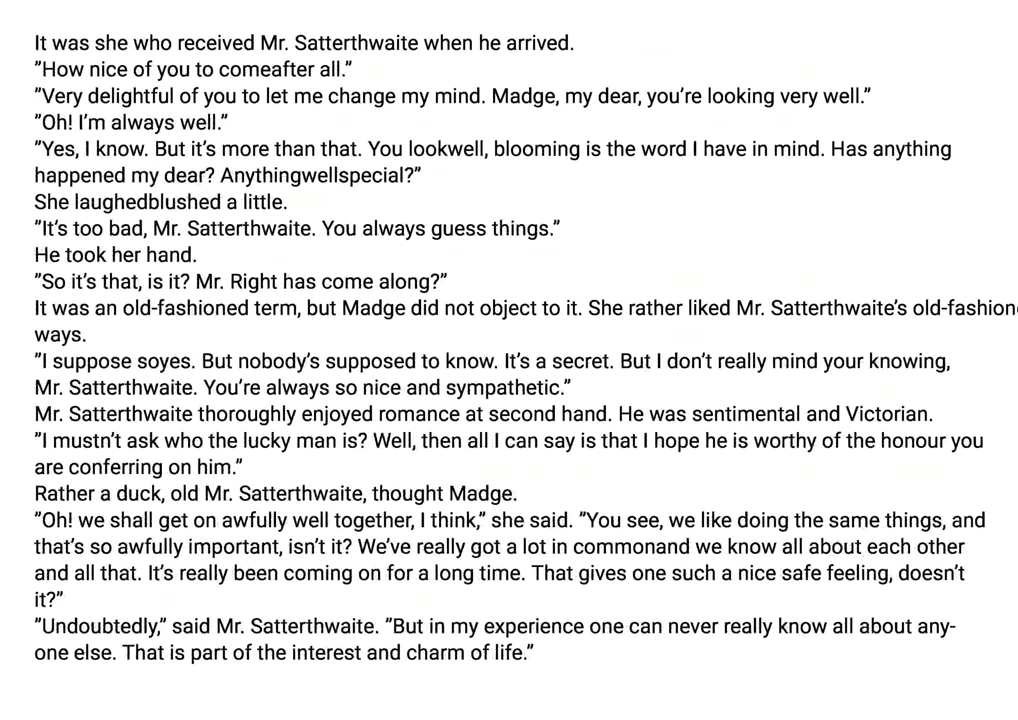 It was she who received Mr. Satterthwaite when he arrived.
”How nice of you to comeafter all.”
”Very delightful of you to let me change my mind. Madge, my dear, you’re looking very well.”
”Oh! I’m always well.”
”Yes, I know. But it’s more than that. You lookwell, blooming is the word I have in mind. Has anything
happened my dear? Anythingwellspecial?”
She laughedblushed a little.
”It’s too bad, Mr. Satterthwaite. You always guess things.”
He took her hand.
”So it’s that, is it? Mr. Right has come along?”
It was an old-fashioned term, but Madge did not object to it. She rather liked Mr. Satterthwaite’s old-fashion
ways.
”I suppose soyes. But nobody’s supposed to know. It’s a secret. But I don’t really mind your knowing,
Mr. Satterthwaite. You’re always so nice and sympathetic.”
Mr. Satterthwaite thoroughly enjoyed romance at second hand. He was sentimental and Victorian.
”I mustn’t ask who the lucky man is? Well, then all I can say is that I hope he is worthy of the honour you
are conferring on him.”
Rather a duck, old Mr. Satterthwaite, thought Madge.
”Oh! we shall get on awfully well together, I think,” she said. ”You see, we like doing the same things, and
that’s so awfully important, isn’t it? We’ve really got a lot in commonand we know all about each other
and all that. It’s really been coming on for a long time. That gives one such a nice safe feeling, doesn’t
it?”
”Undoubtedly,” said Mr. Satterthwaite. ”But in my experience one can never really know all about any-
one else. That is part of the interest and charm of life.”